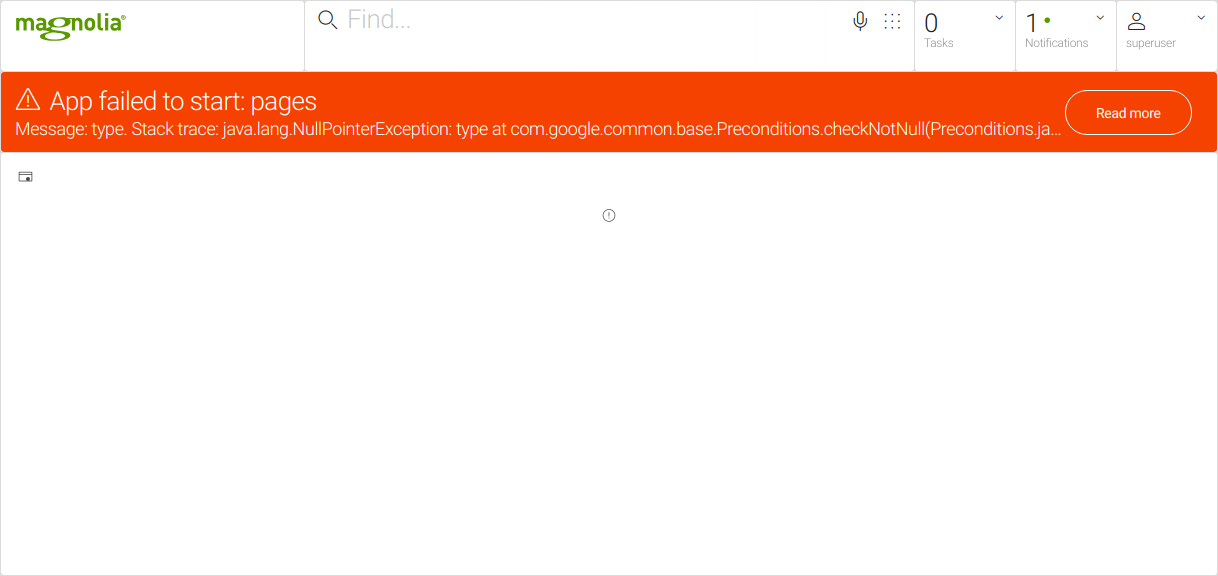 magnolia®
Find...
0
Tasks
1
Notifications
superuser
App failed to start: pages
Message: type. Stack trace: java.lang.NullPointerException: type at com.google.common.base.Preconditions.checkNotNull(Preconditions.ja...
Read more